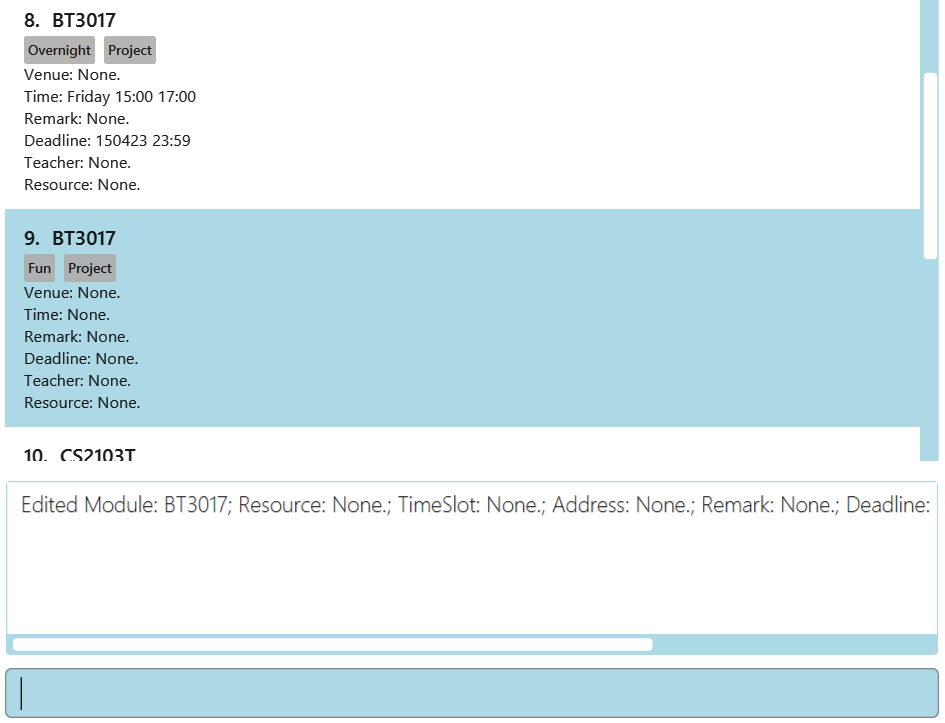 8. BT3017
Overnight Project
Venue: None.
Time: Friday 15:00 17:00
Remark: None.
Deadline: 150423 23:59
Teacher: None.
Resource: None.
9. BT3017
Fun Project
Venue: None.
Time: None.
Remark: None.
Deadline: None.
Teacher: None.
Resource: None.
10. CS2103T
Edited Module: BT3017; Resource: None.; TimeSlot: None.; Address: None.; Remark: None.; Deadline: